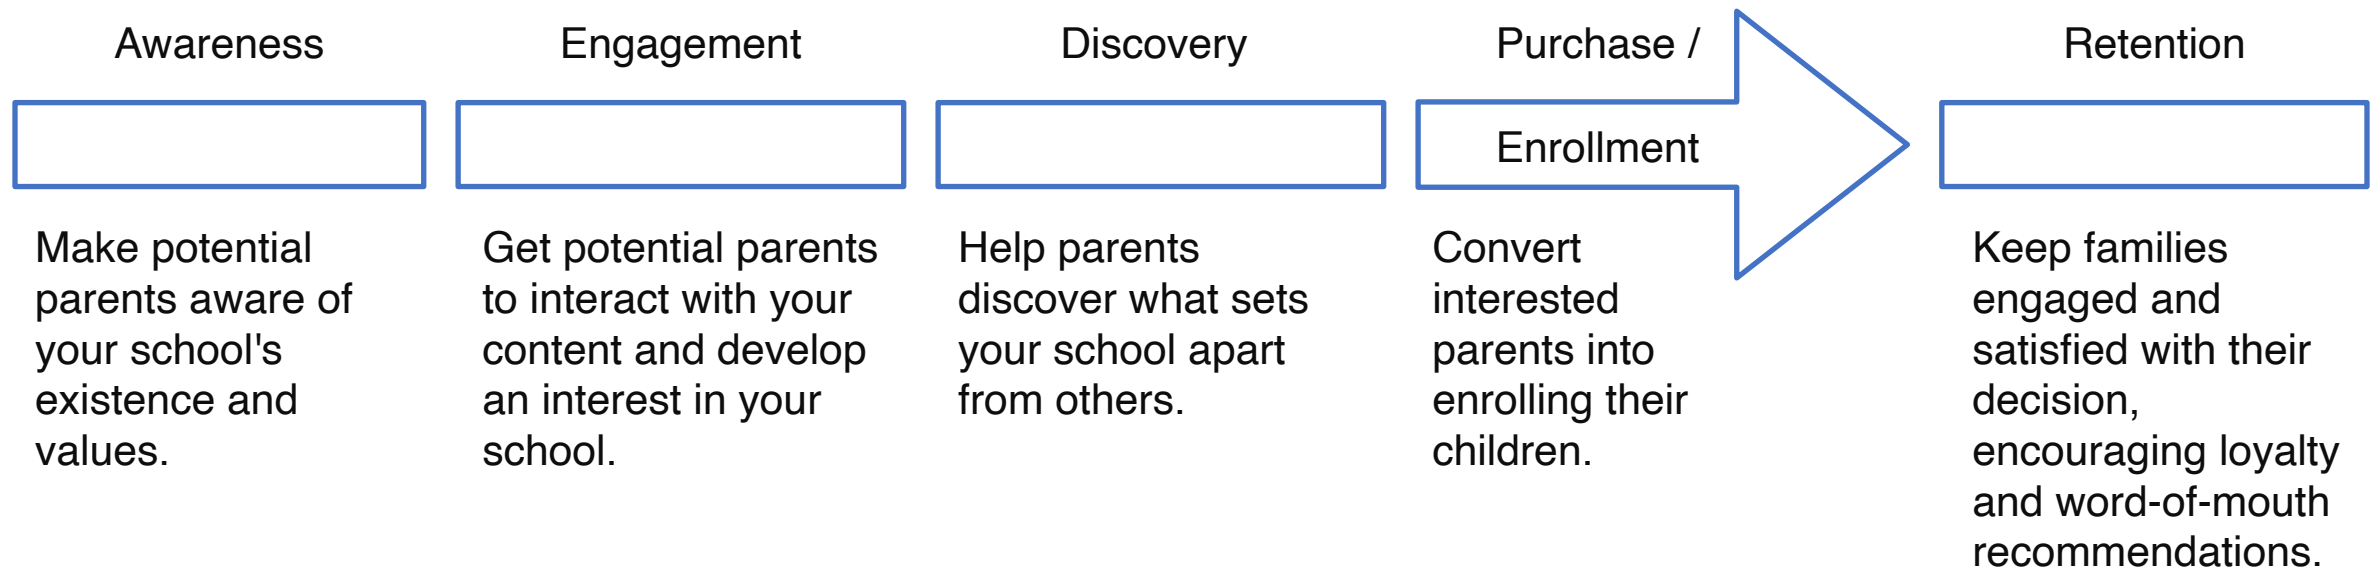 Awareness
Engagement
Discovery
Purchase /
Enrollment
Retention
Make potential
parents aware of
your school's
existence and
values.
Get potential parents
to interact with your
content and develop
an interest in your
school.
Help parents
discover what sets
your school apart
from others.
Convert
interested
parents into
enrolling their
children.
Keep families
engaged and
satisfied with their
decision,
encouraging loyalty
and word-of-mouth
recommendations.